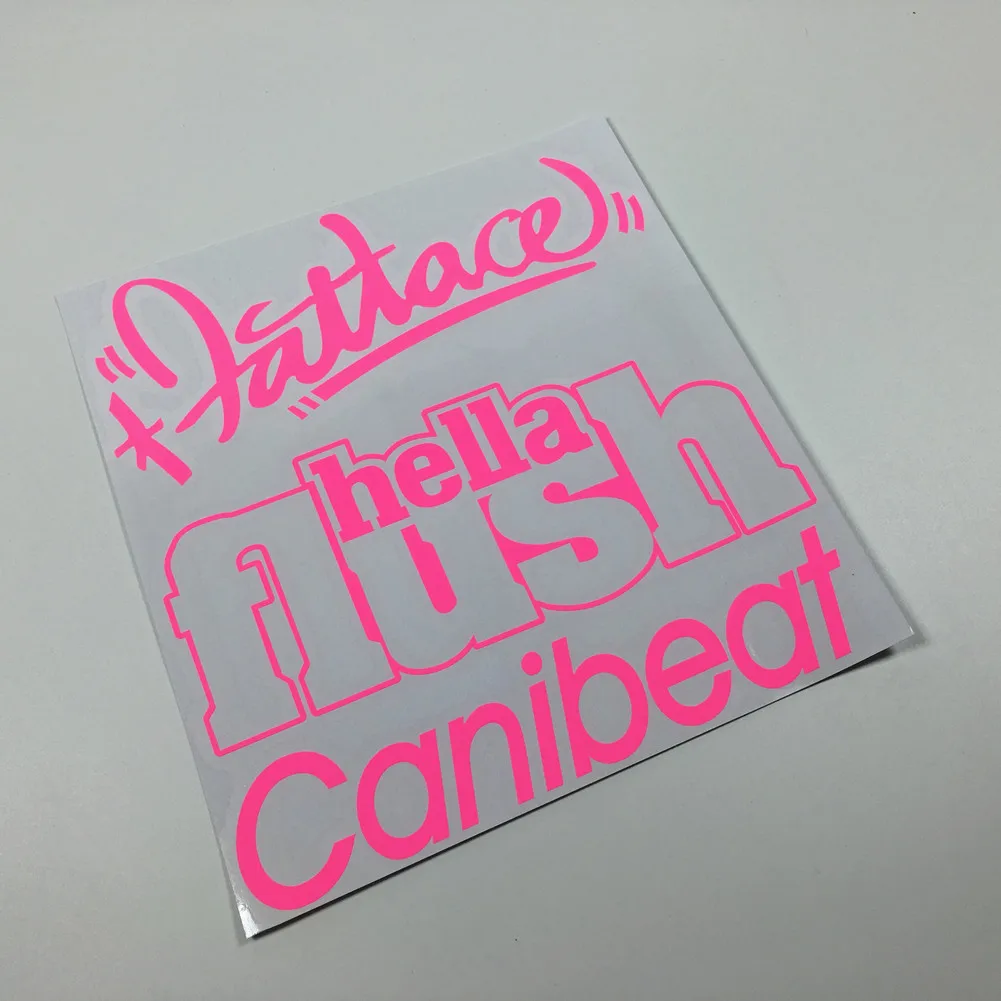 "Fatlace"
hella
flush
Canibeat